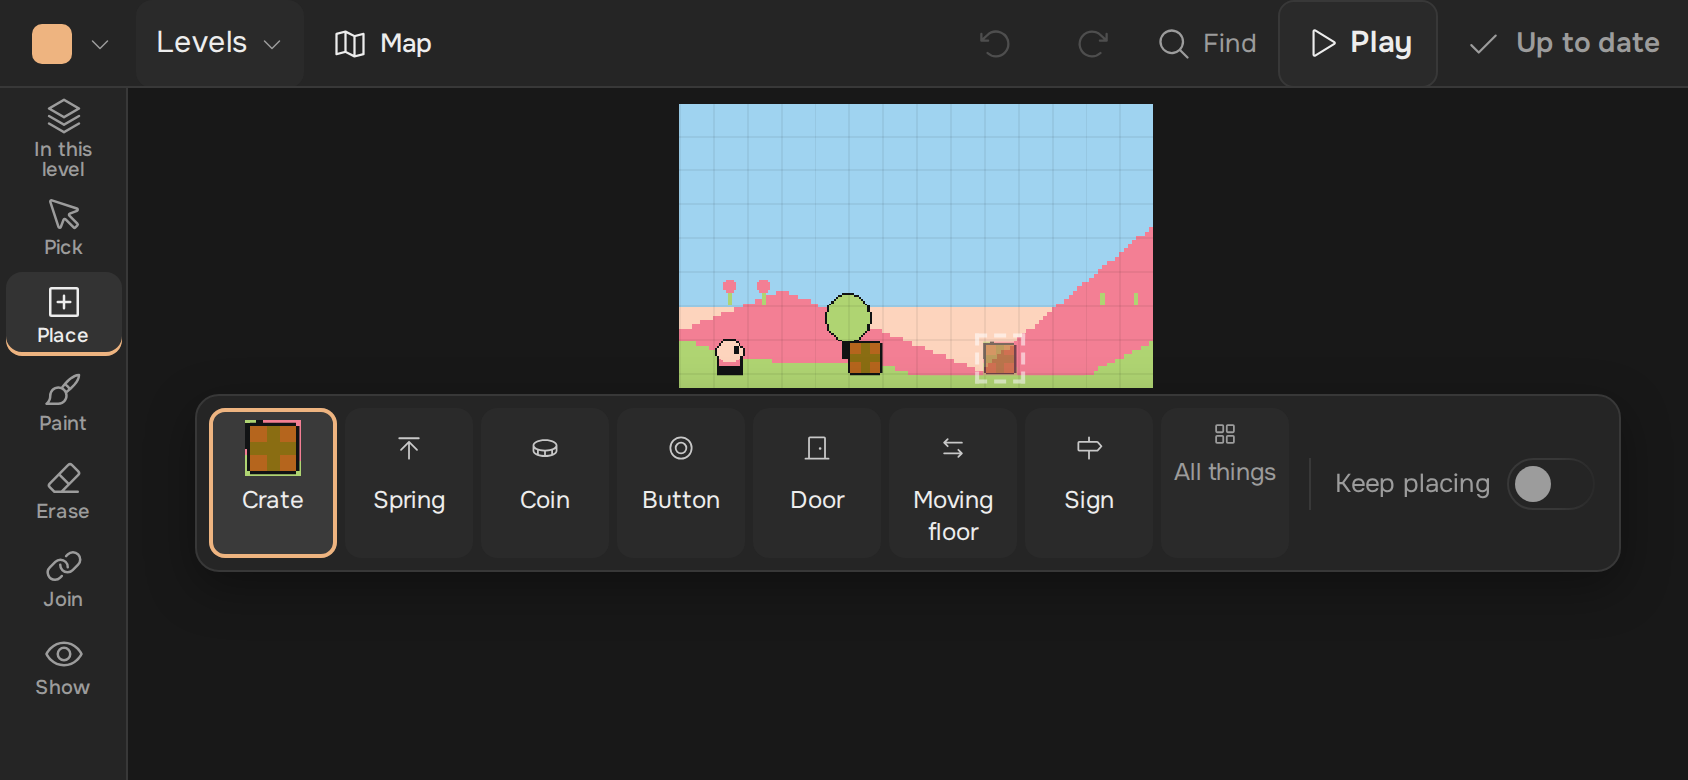 Levels
Map
Find
Play
Up to date
In this
level
Pick
Place
Paint
Erase
Join
Show
Crate
Spring
Coin
Button
Door
Moving
floor
Sign
All things
Keep placing